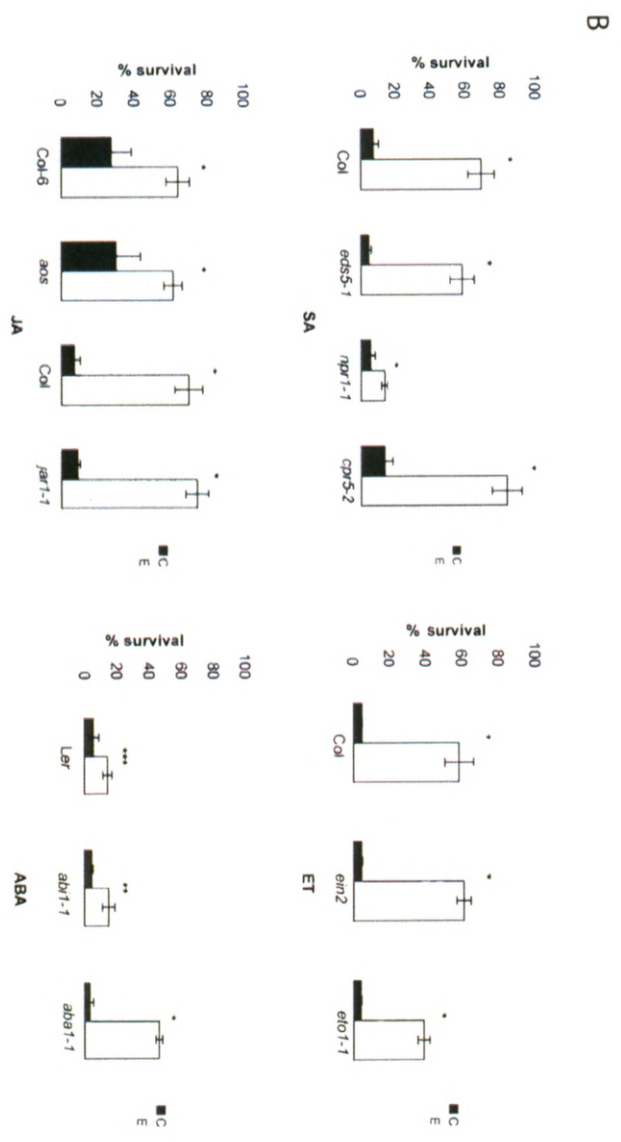 B
% survival
100
80
60
40
20
0
*
*
*
*
Col
eds5-1
npr1-1
cpr5-2
SA
■ C
E
% survival
100
80
60
40
20
0
*
*
*
Col
ein2
eto1-1
ET
■ C
E
% survival
100
80
60
40
20
0
*
*
*
*
Col-6
aos
Col
jar1-1
JA
■ C
E
% survival
100
80
60
40
20
0
***
**
*
Ler
abi1-1
aba1-1
ABA
■ C
E